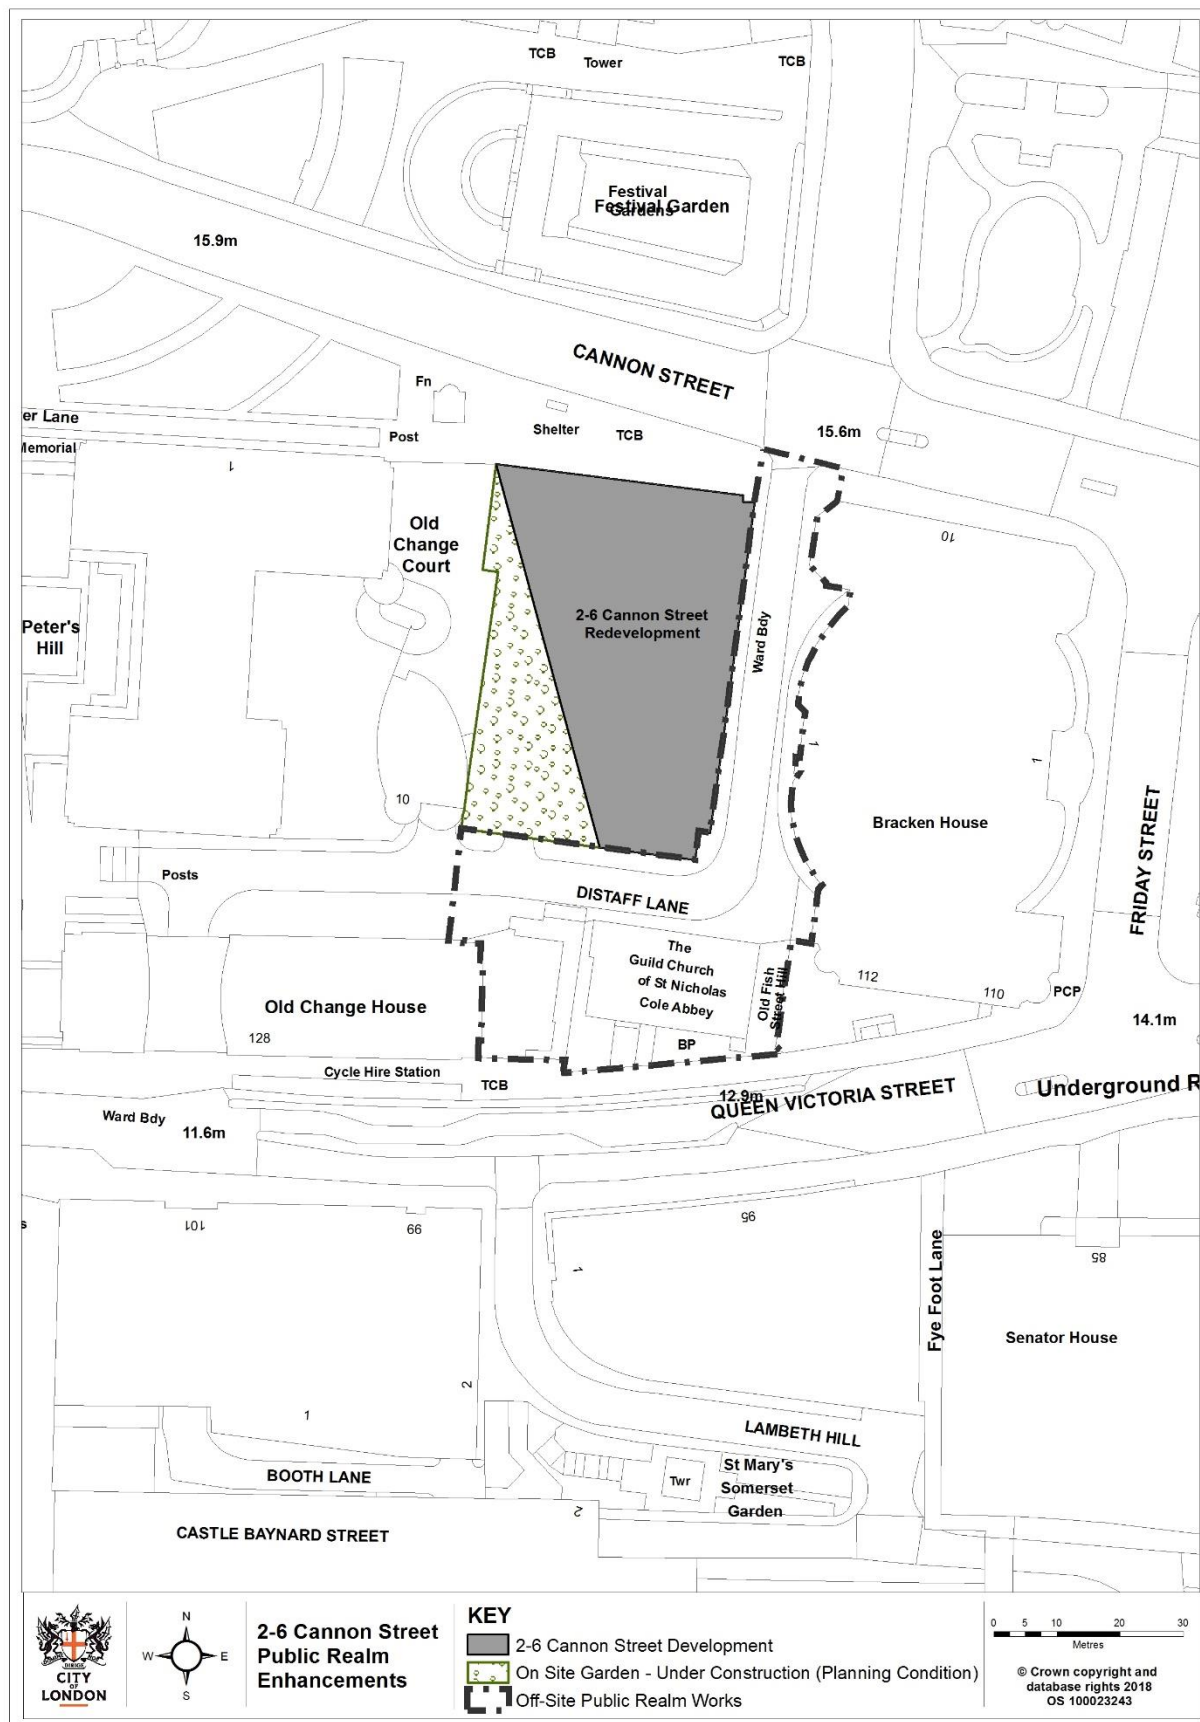 TCB
Tower
TCB
Festival
Gardens
Festival Garden
15.9m
CANNON STREET
Fn
er Lane
Post
Shelter
TCB
15.6m
Memorial
1
Old
Change
Court
10
2-6 Cannon Street
Redevelopment
Ward Bdy
Peter's
Hill
1
1
10
Bracken House
FRIDAY STREET
Posts
DISTAFF LANE
The
Guild Church
of St Nicholas
Cole Abbey
Old Fish
Street Hill
112
110
PCP
Old Change House
14.1m
128
BP
Cycle Hire Station
TCB
12.9m
QUEEN VICTORIA STREET
Underground R
Ward Bdy
11.6m
s
101
99
95
1
Fye Foot Lane
85
Senator House
2
1
LAMBETH HILL
BOOTH LANE
Twr
St Mary's
Somerset
Garden
2
CASTLE BAYNARD STREET
DIRIGE
CITY
OF
LONDON
N
W E
S
2-6 Cannon Street
Public Realm
Enhancements
KEY
2-6 Cannon Street Development
On Site Garden - Under Construction (Planning Condition)
Off-Site Public Realm Works
0 5 10 20 30
Metres
© Crown copyright and
database rights 2018
OS 100023243